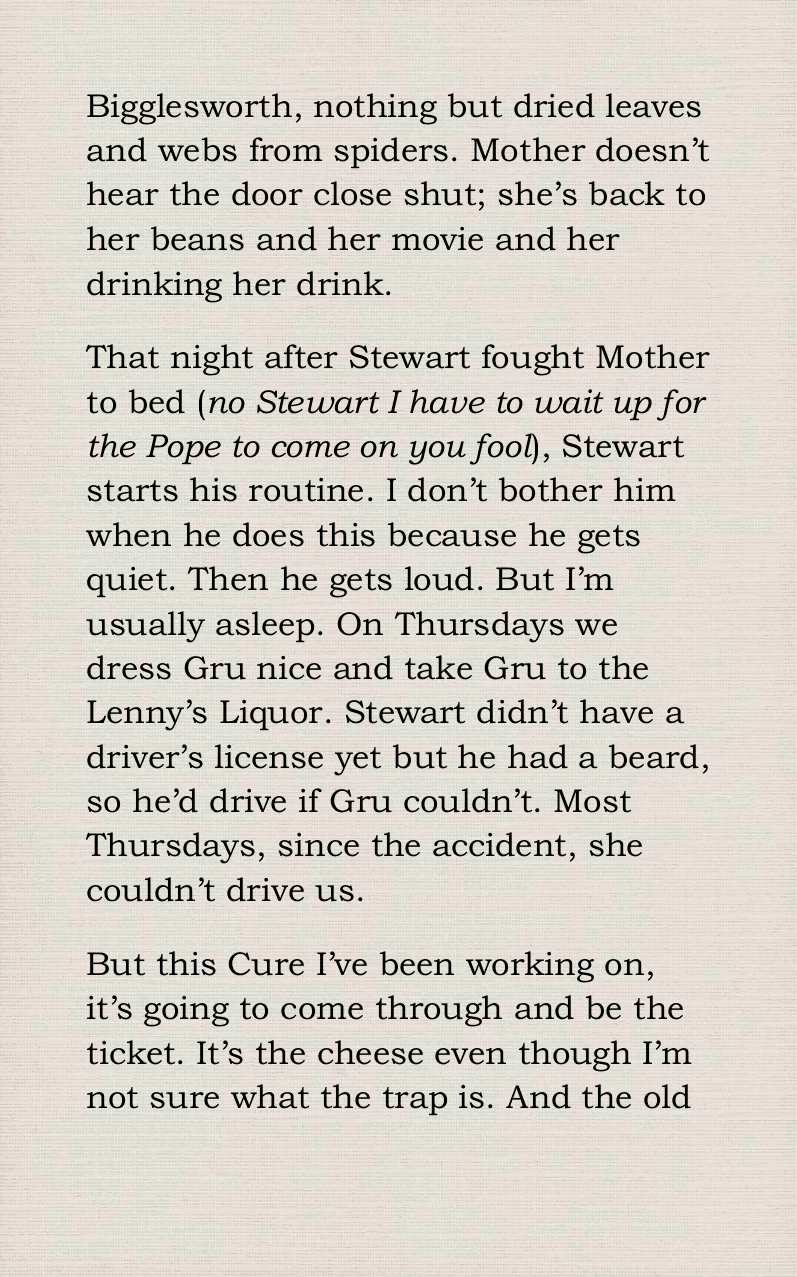 Bigglesworth, nothing but dried leaves
and webs from spiders. Mother doesn’t
hear the door close shut; she’s back to
her beans and her movie and her
drinking her drink.
That night after Stewart fought Mother
to bed (no Stewart I have to wait up for
the Pope to come on you fool), Stewart
starts his routine. I don’t bother him
when he does this because he gets
quiet. Then he gets loud. But I’m
usually asleep. On Thursdays we
dress Gru nice and take Gru to the
Lenny’s Liquor. Stewart didn’t have a
driver’s license yet but he had a beard,
so he’d drive if Gru couldn’t. Most
Thursdays, since the accident, she
couldn’t drive us.
But this Cure I’ve been working on,
it’s going to come through and be the
ticket. It’s the cheese even though I’m
not sure what the trap is. And the old